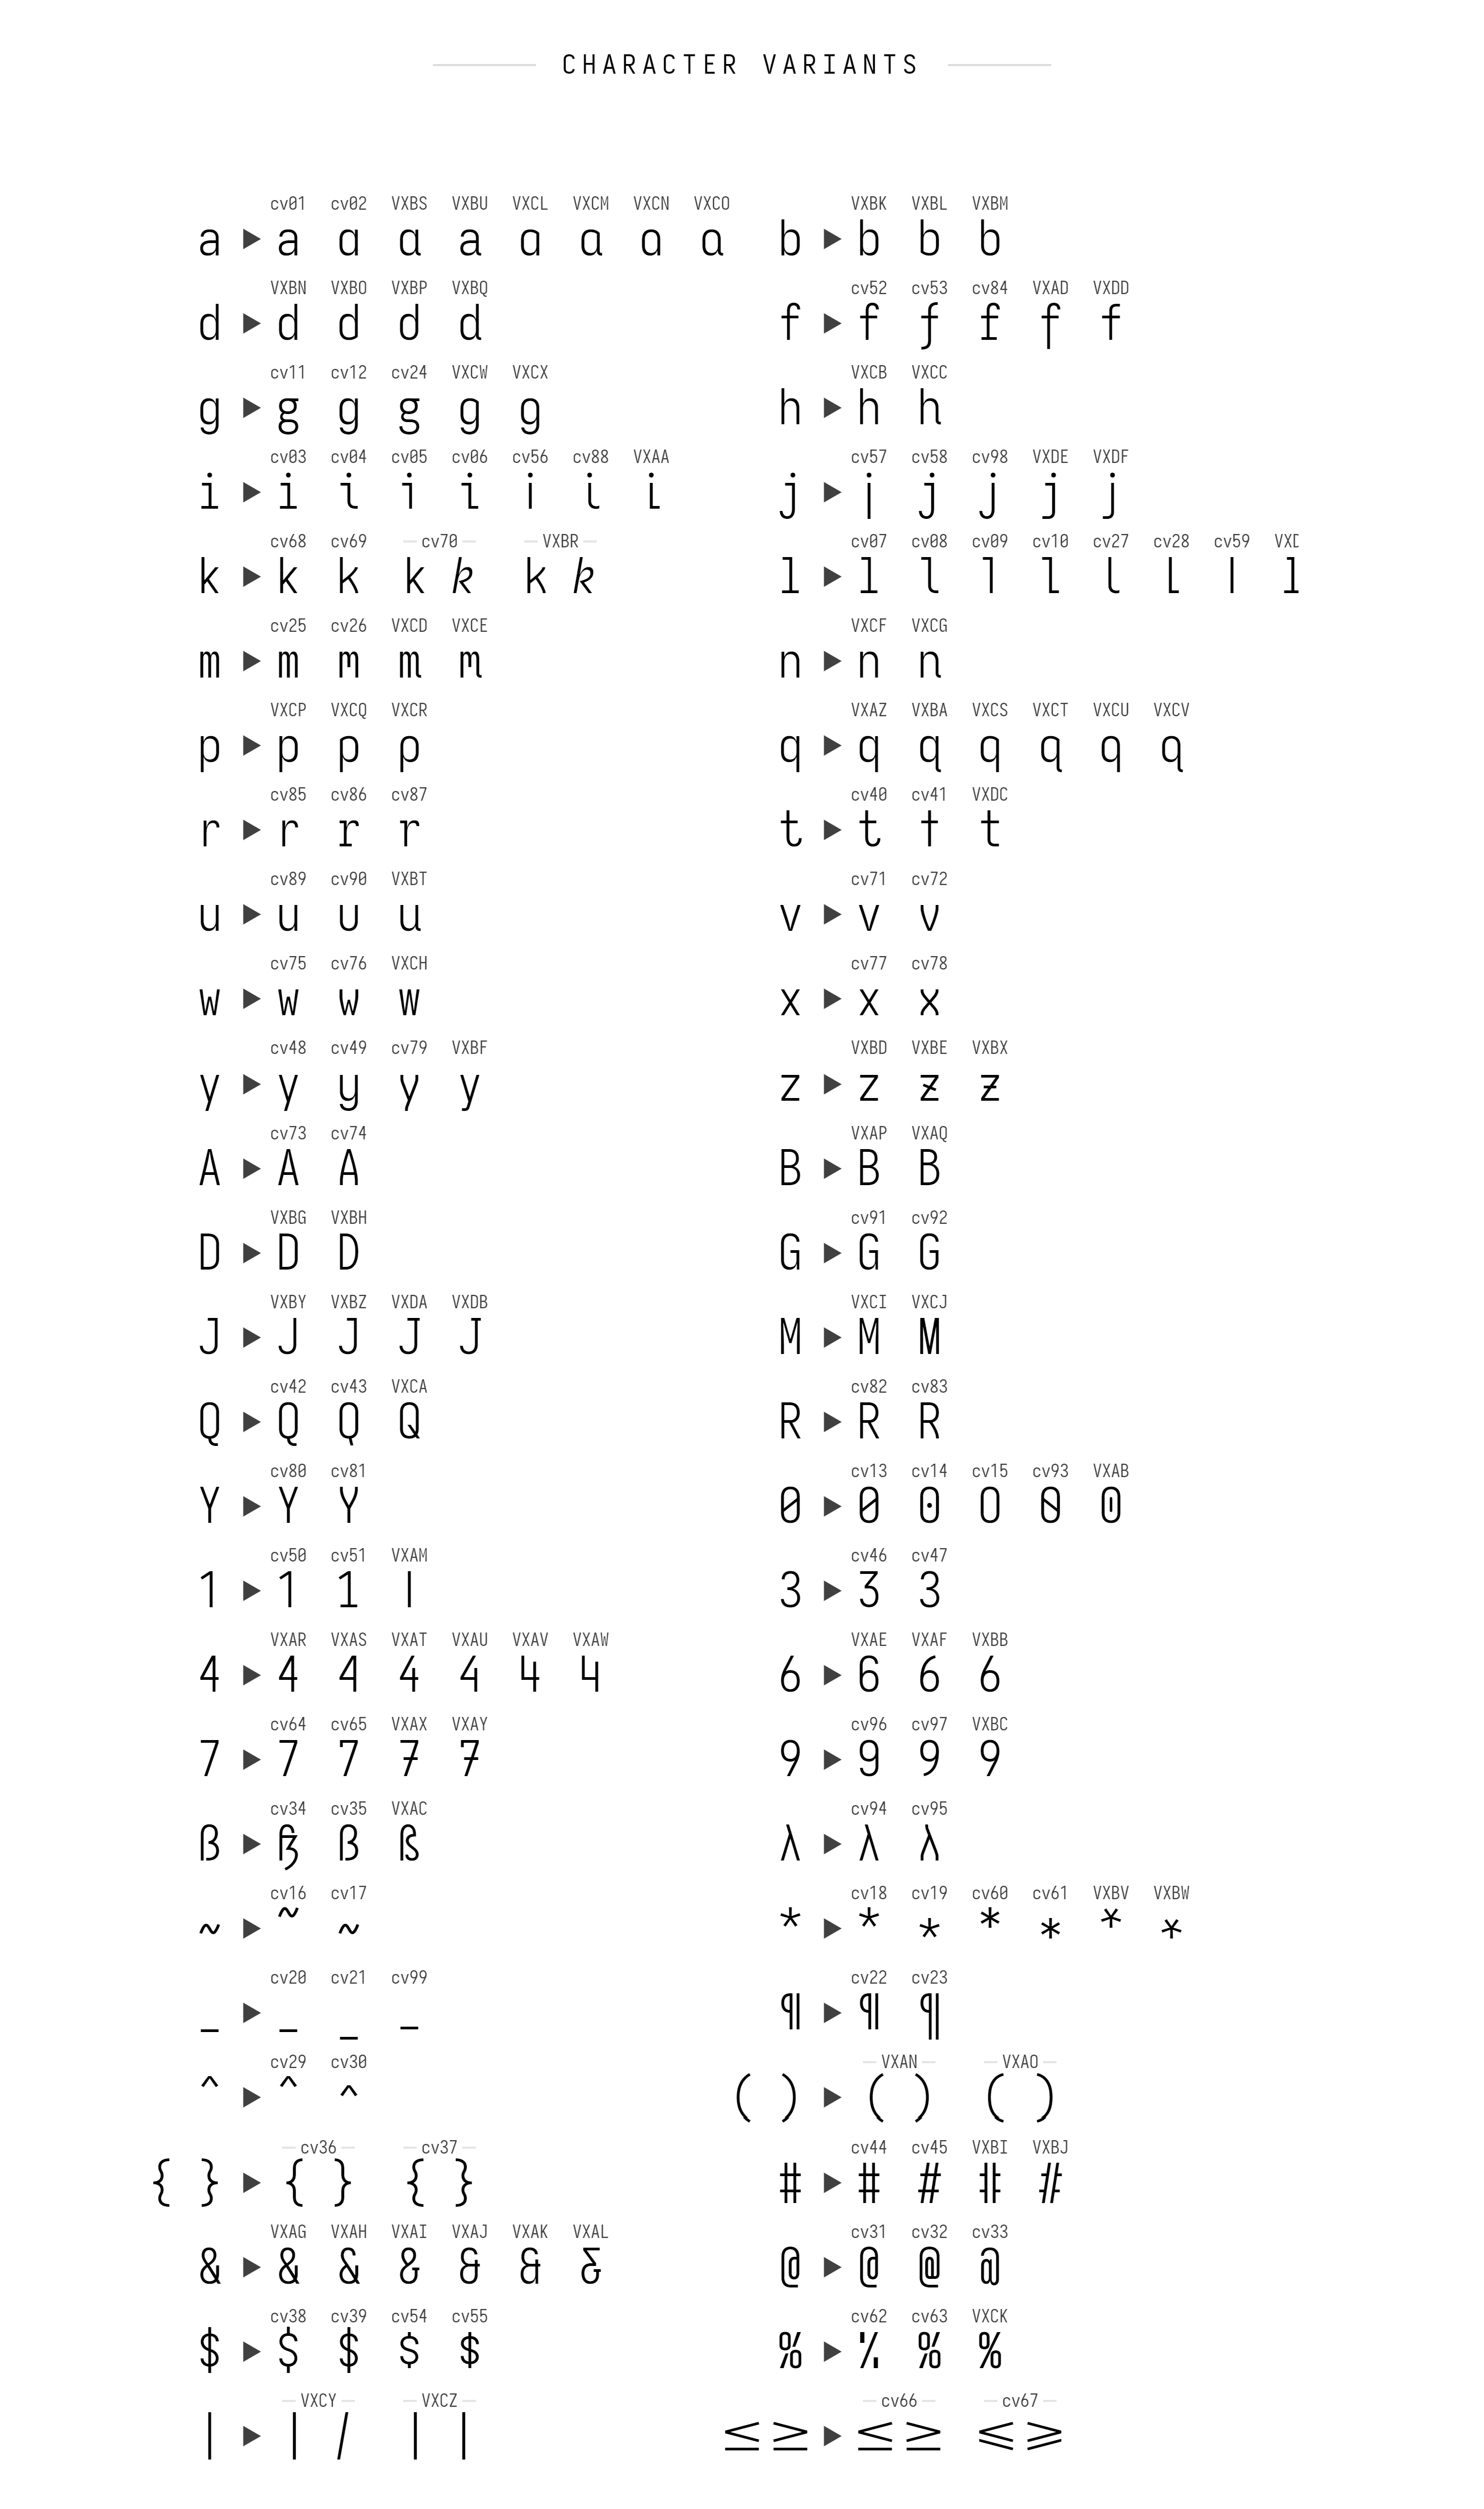 CHARACTER VARIANTS
cv01 cv02 VXBS VXBU VXCL VXCM VXCN VXCO VXBK VXBL VXBM
a ▶ a a a a a a a a b ▶ b b b
VXBN VXBO VXBP VXBQ cv52 cv53 cv84 VXAD VXDD
d ▶ d d d d f ▶ f f f f f
cv11 cv12 cv24 VXCW VXCX VXCB VXCC
g ▶ g g g g g h ▶ h h h
cv03 cv04 cv05 cv06 cv56 cv88 VXAA cv57 cv58 cv98 VXDE VXDF
i ▶ i i i i i i i j ▶ j j j j j
cv68 cv69 cv70 VXBR cv07 cv08 cv09 cv10 cv27 cv28 cv59
k ▶ k k k k k k l ▶ l l l l l l l l
cv25 cv26 VXCD VXCE VXCF VXCG
m ▶ m m m m n ▶ n n n
VXCP VXCQ VXCR VXAZ VXBA VXCS VXCT VXCU VXCV
p ▶ p p p q ▶ q q q q q q
cv85 cv86 cv87 cv40 cv41 VXDC
r ▶ r r r t ▶ t t t
cv89 cv90 VXBT cv71 cv72
u ▶ u u u v ▶ v v v
cv75 cv76 VXCH cv77 cv78
w ▶ w w w x ▶ x x x
cv48 cv49 cv79 VXBF VXBD VXBE VXBX
y ▶ y y y y z ▶ z z z
cv73 cv74 VXAP VXAQ
A ▶ A A B ▶ B B
VXBG VXBH cv91 cv92
D ▶ D D G ▶ G G
VXBY VXBZ VXDA VXDB VXCI VXCJ
J ▶ J J J J M ▶ M M
cv42 cv43 VXCA cv82 cv83
Q ▶ Q Q Q R ▶ R R
cv80 cv81 cv13 cv14 cv15 cv93 VXAB
Y ▶ Y Y 0 ▶ 0 0 0 0 0
cv50 cv51 VXAM cv46 cv47
1 ▶ 1 1 1 3 ▶ 3 3
VXAR VXAS VXAT VXAU VXAV VXAW VXAE VXAF VXBB
4 ▶ 4 4 4 4 4 4 6 ▶ 6 6 6
cv64 cv65 VXAX VXAY cv96 cv97 VXBC
7 ▶ 7 7 7 7 9 ▶ 9 9 9
cv34 cv35 VXAC cv94 cv95
ß ▶ ß ß ß λ ▶ λ λ
cv16 cv17 cv18 cv19 cv60 cv61 VXBV VXBW
~ ▶ ~ ~ * ▶ * * * * * *
cv20 cv21 cv99 cv22 cv23
_ ▶ _ _ _ ¶ ▶ ¶ ¶
cv29 cv30 VXAN VXAO
^ ▶ ^ ^ ( ) ▶ ( ) ( )
cv36 cv37 cv44 cv45 VXBI VXBJ
{ } ▶ { } { } # ▶ # # # #
VXAG VXAH VXAI VXAJ VXAK VXAL cv31 cv32 cv33
& ▶ & & & & & & @ ▶ @ @ @
cv38 cv39 cv54 cv55 cv62 cv63 VXCK
$ ▶ $ $ $ $ % ▶ % % %
VXCY VXCZ cv66 cv67
| ▶ | / | | ≤ ≥ ▶ ≤ ≥ ⩽ ⩾